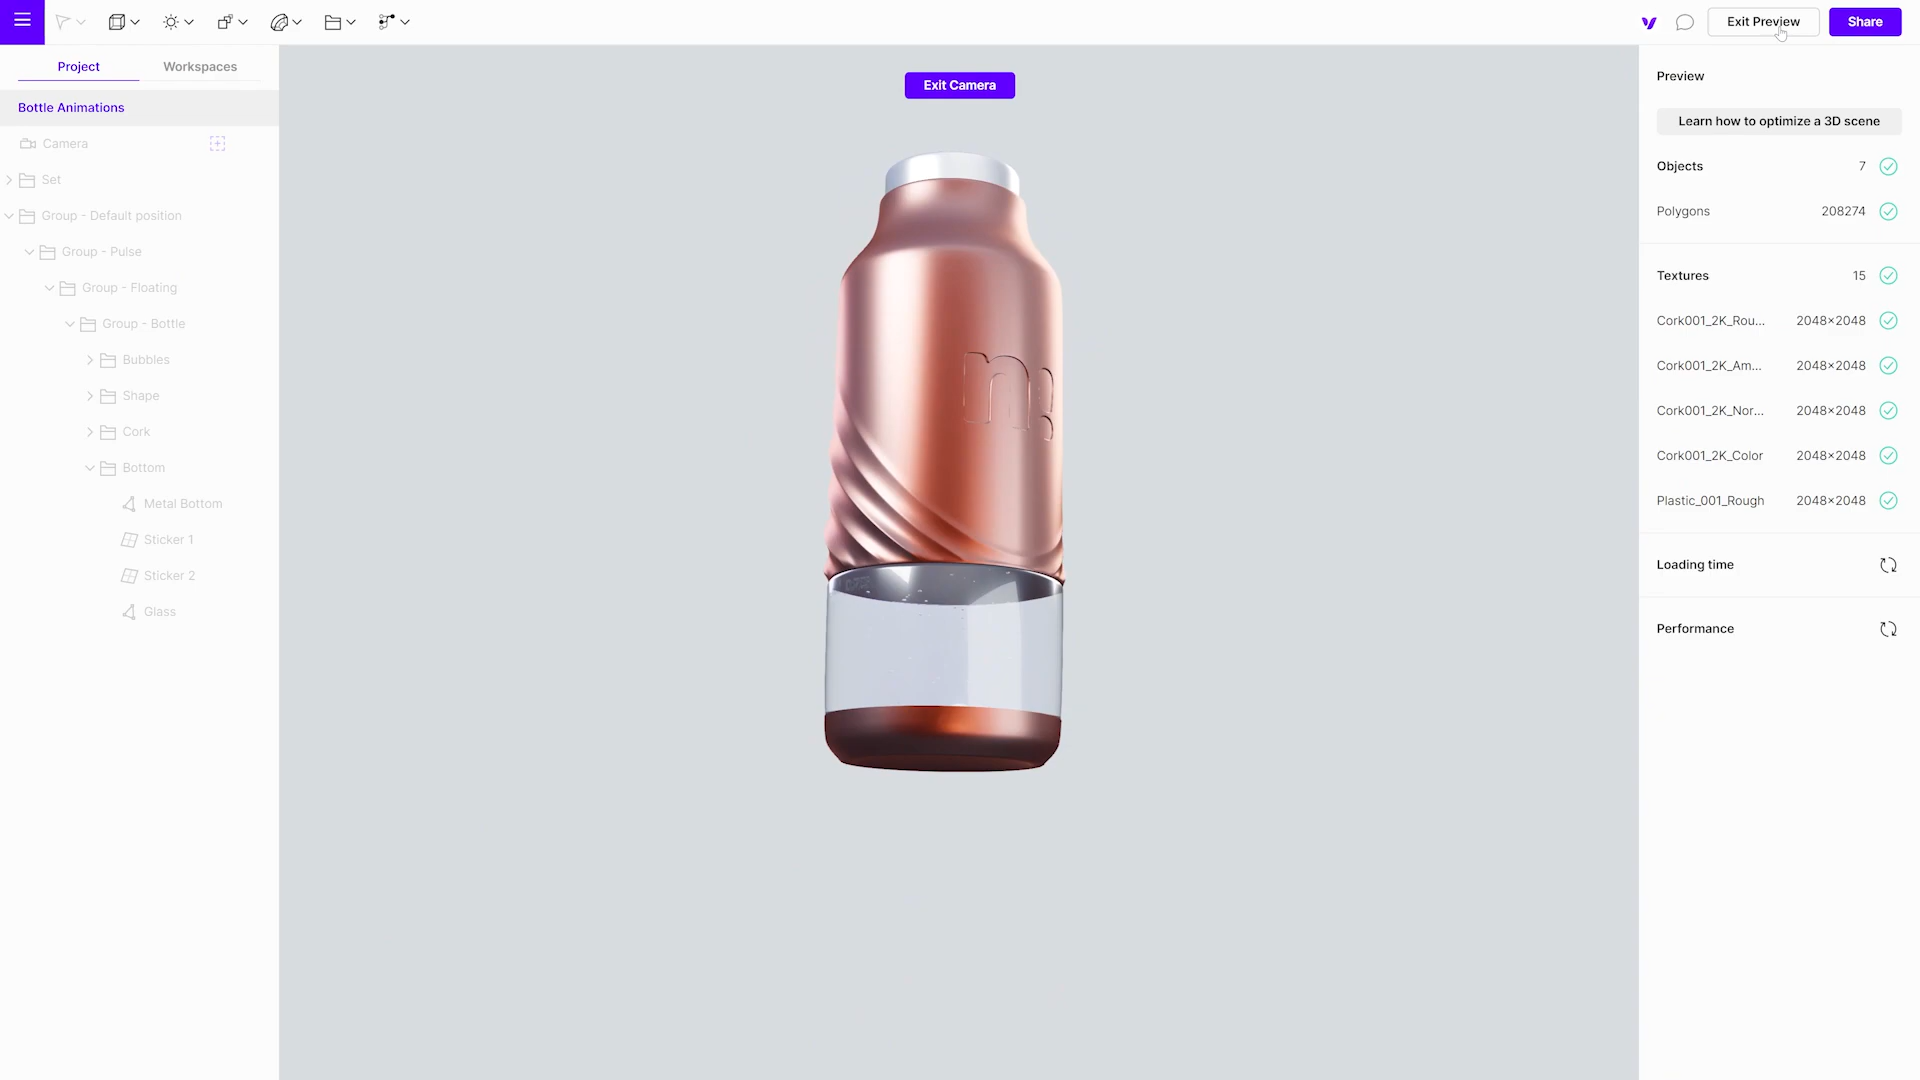 Exit Preview
Share
Project
Workspaces
Bottle Animations
Camera
Set
Group - Default position
Group - Pulse
Group - Floating
Group - Bottle
Bubbles
Shape
Cork
Bottom
Metal Bottom
Sticker 1
Sticker 2
Glass
Exit Camera
Preview
Learn how to optimize a 3D scene
Objects 7
Polygons 208274
Textures 15
Cork001_2K_Rou... 2048×2048
Cork001_2K_Am... 2048×2048
Cork001_2K_Nor... 2048×2048
Cork001_2K_Color 2048×2048
Plastic_001_Rough 2048×2048
Loading time
Performance